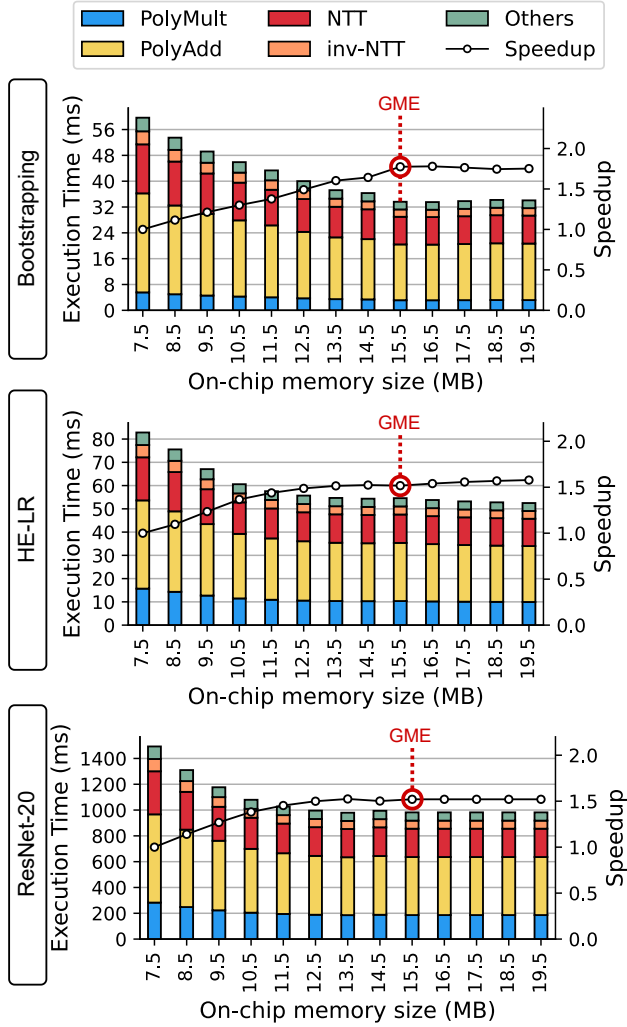 PolyMult NTT Others
PolyAdd inv-NTT Speedup
Bootstrapping
Execution Time (ms)
0 8 16 24 32 40 48 56
GME
0.0 0.5 1.0 1.5 2.0
Speedup
7.5 8.5 9.5 10.5 11.5 12.5 13.5 14.5 15.5 16.5 17.5 18.5 19.5
On-chip memory size (MB)
HE-LR
Execution Time (ms)
0 10 20 30 40 50 60 70 80
GME
0.0 0.5 1.0 1.5 2.0
Speedup
7.5 8.5 9.5 10.5 11.5 12.5 13.5 14.5 15.5 16.5 17.5 18.5 19.5
On-chip memory size (MB)
ResNet-20
Execution Time (ms)
0 200 400 600 800 1000 1200 1400
GME
0.0 0.5 1.0 1.5 2.0
Speedup
7.5 8.5 9.5 10.5 11.5 12.5 13.5 14.5 15.5 16.5 17.5 18.5 19.5
On-chip memory size (MB)